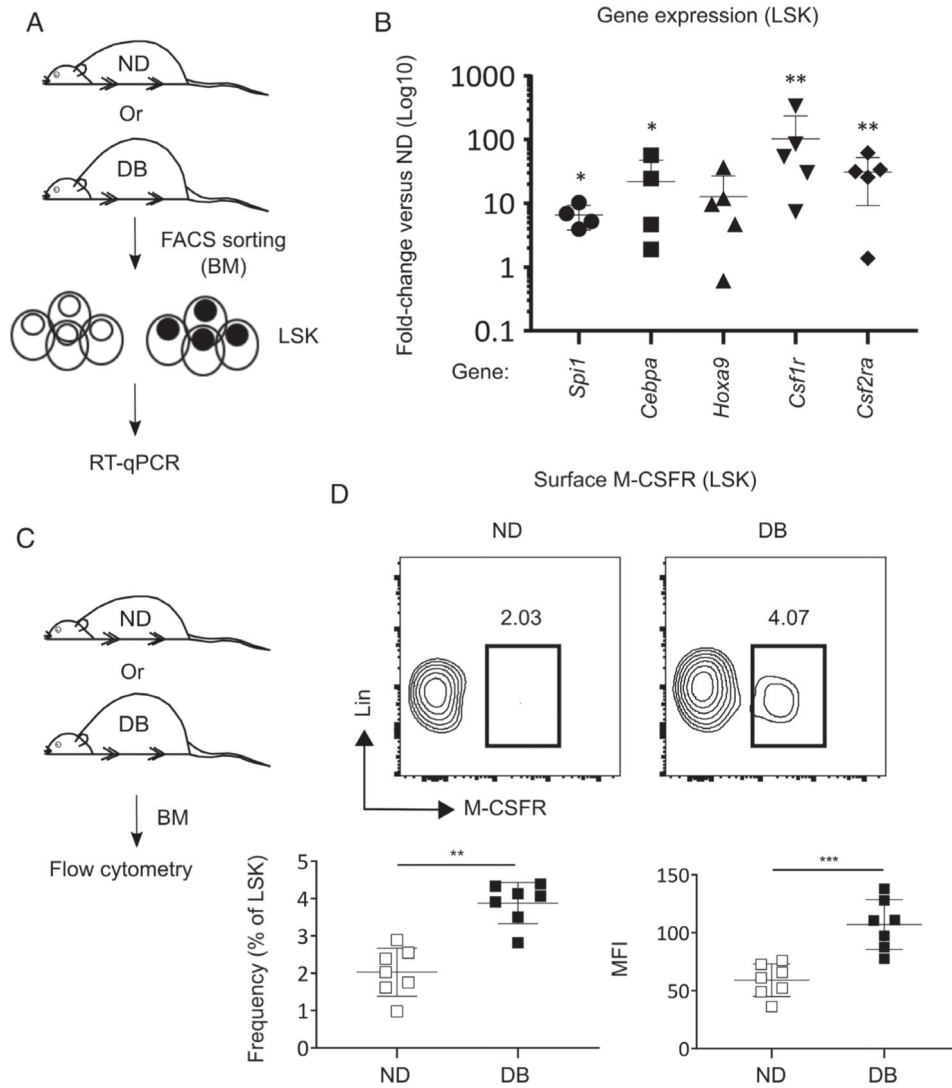 A
ND
Or
DB
FACS sorting
(BM)
LSK
RT-qPCR
B
Gene expression (LSK)
Fold-change versus ND (Log10)
1000
100
10
1
0.1
*
*
**
**
Gene:
Spi1
Cebpa
Hoxa9
Csf1r
Csf2ra
C
ND
Or
DB
BM
Flow cytometry
D
Surface M-CSFR (LSK)
ND
DB
2.03
4.07
Lin
M-CSFR
Frequency (% of LSK)
5
4
3
2
1
0
**
ND
DB
MFI
150
100
50
0
***
ND
DB